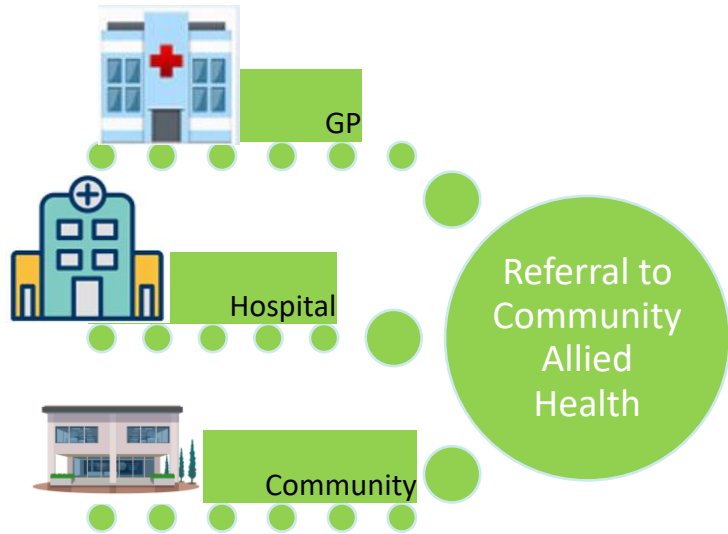 GP
Hospital
Community
Referral to
Community
Allied
Health